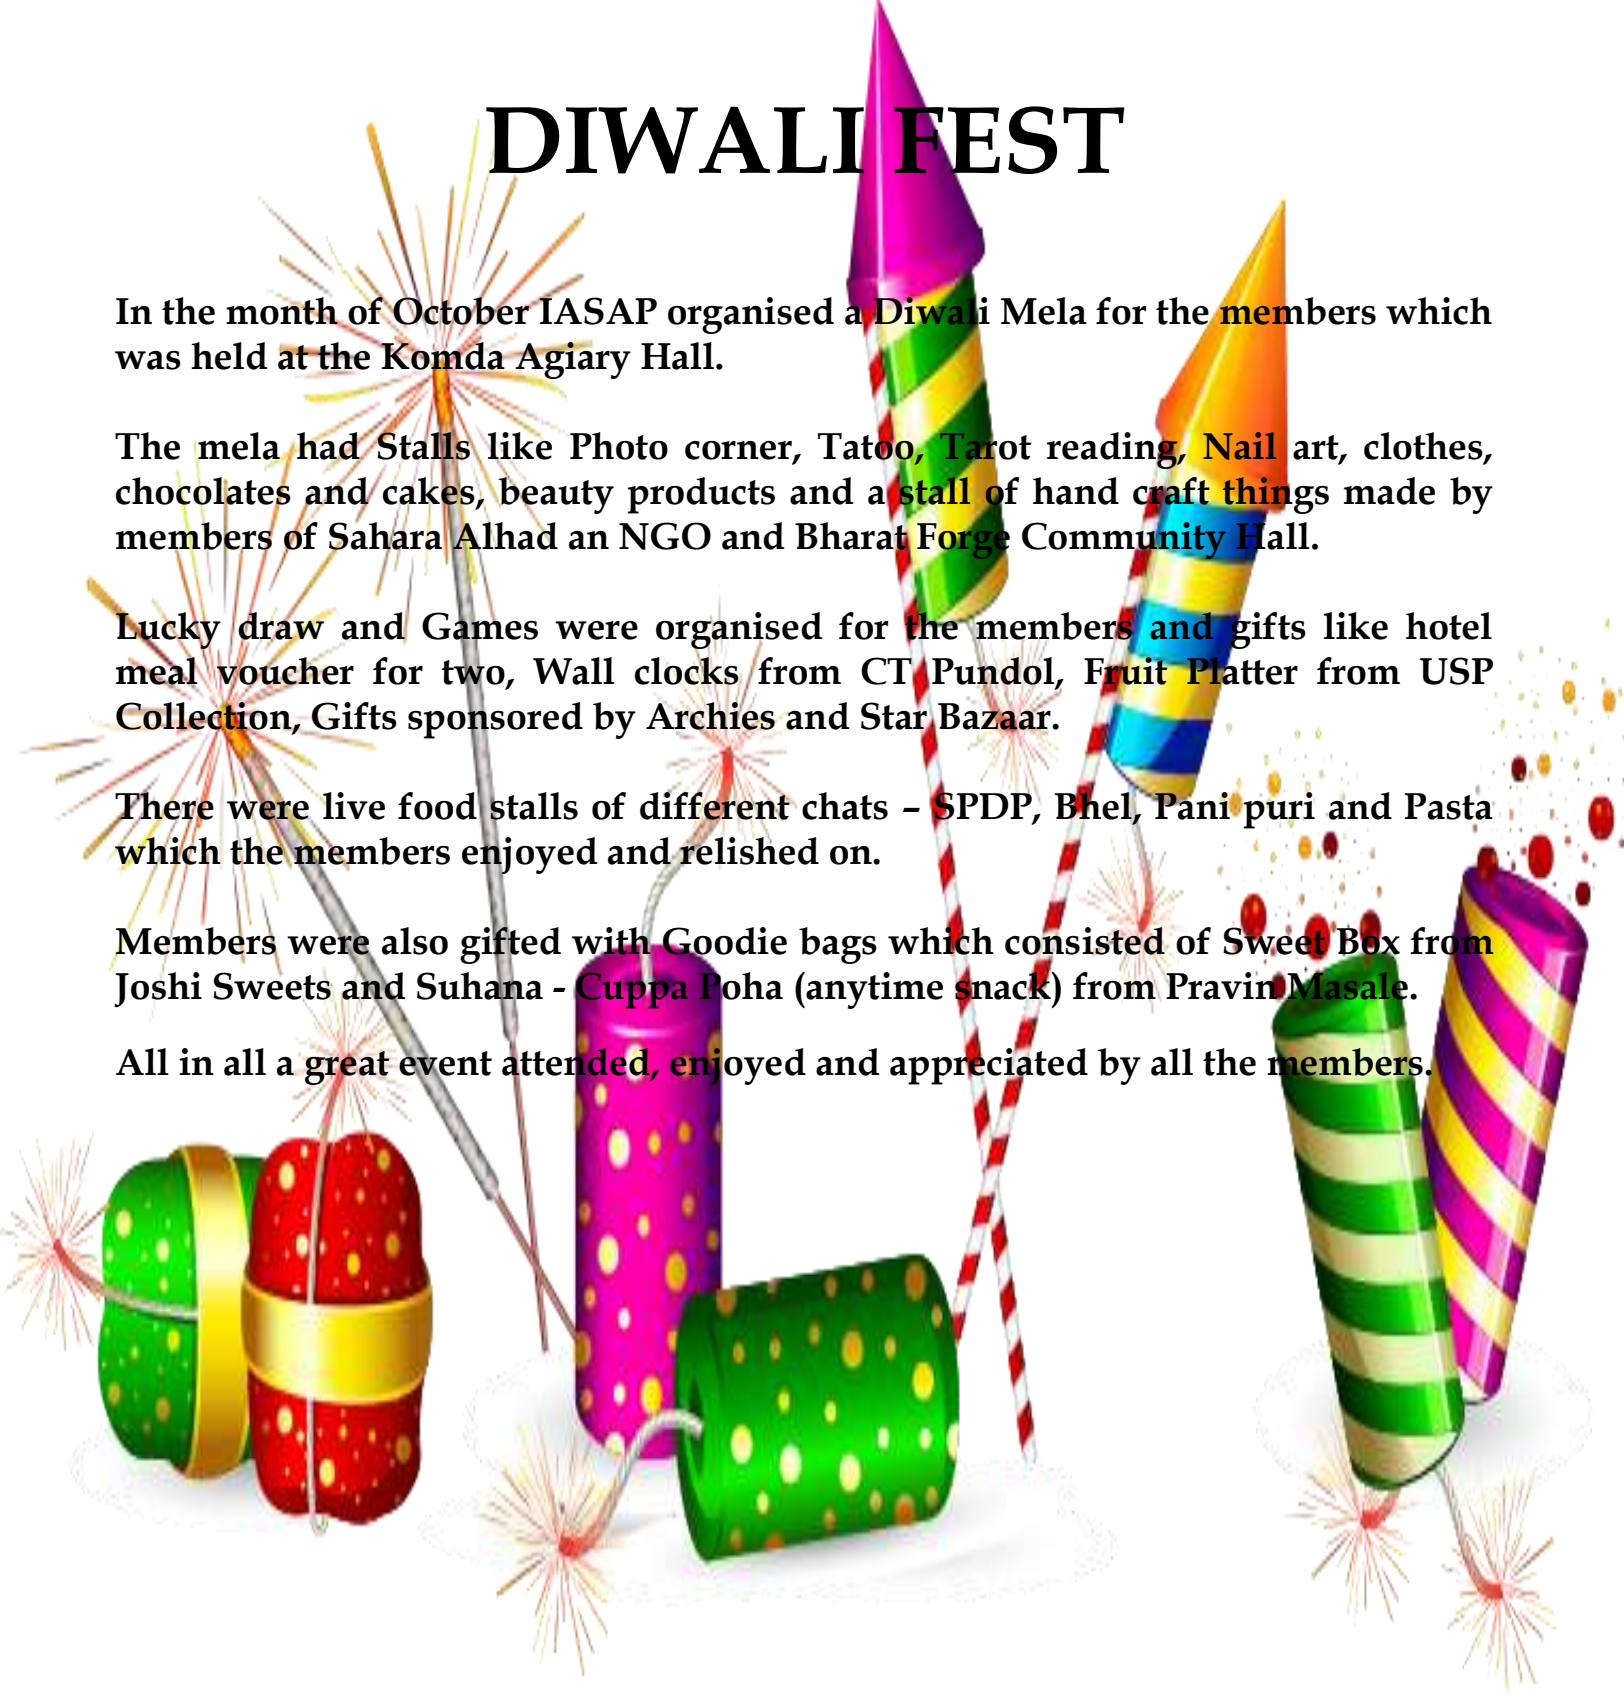 DIWALI FEST
In the month of October IASAP organised a Diwali Mela for the members which
was held at the Komda Agiary Hall.
The mela had Stalls like Photo corner, Tatoo, Tarot reading, Nail art, clothes,
chocolates and cakes, beauty products and a stall of hand craft things made by
members of Sahara Alhad an NGO and Bharat Forge Community Hall.
Lucky draw and Games were organised for the members and gifts like hotel
meal voucher for two, Wall clocks from CT Pundol, Fruit Platter from USP
Collection, Gifts sponsored by Archies and Star Bazaar.
There were live food stalls of different chats – SPDP, Bhel, Pani puri and Pasta
which the members enjoyed and relished on.
Members were also gifted with Goodie bags which consisted of Sweet Box from
Joshi Sweets and Suhana - Cuppa Poha (anytime snack) from Pravin Masale.
All in all a great event attended, enjoyed and appreciated by all the members.